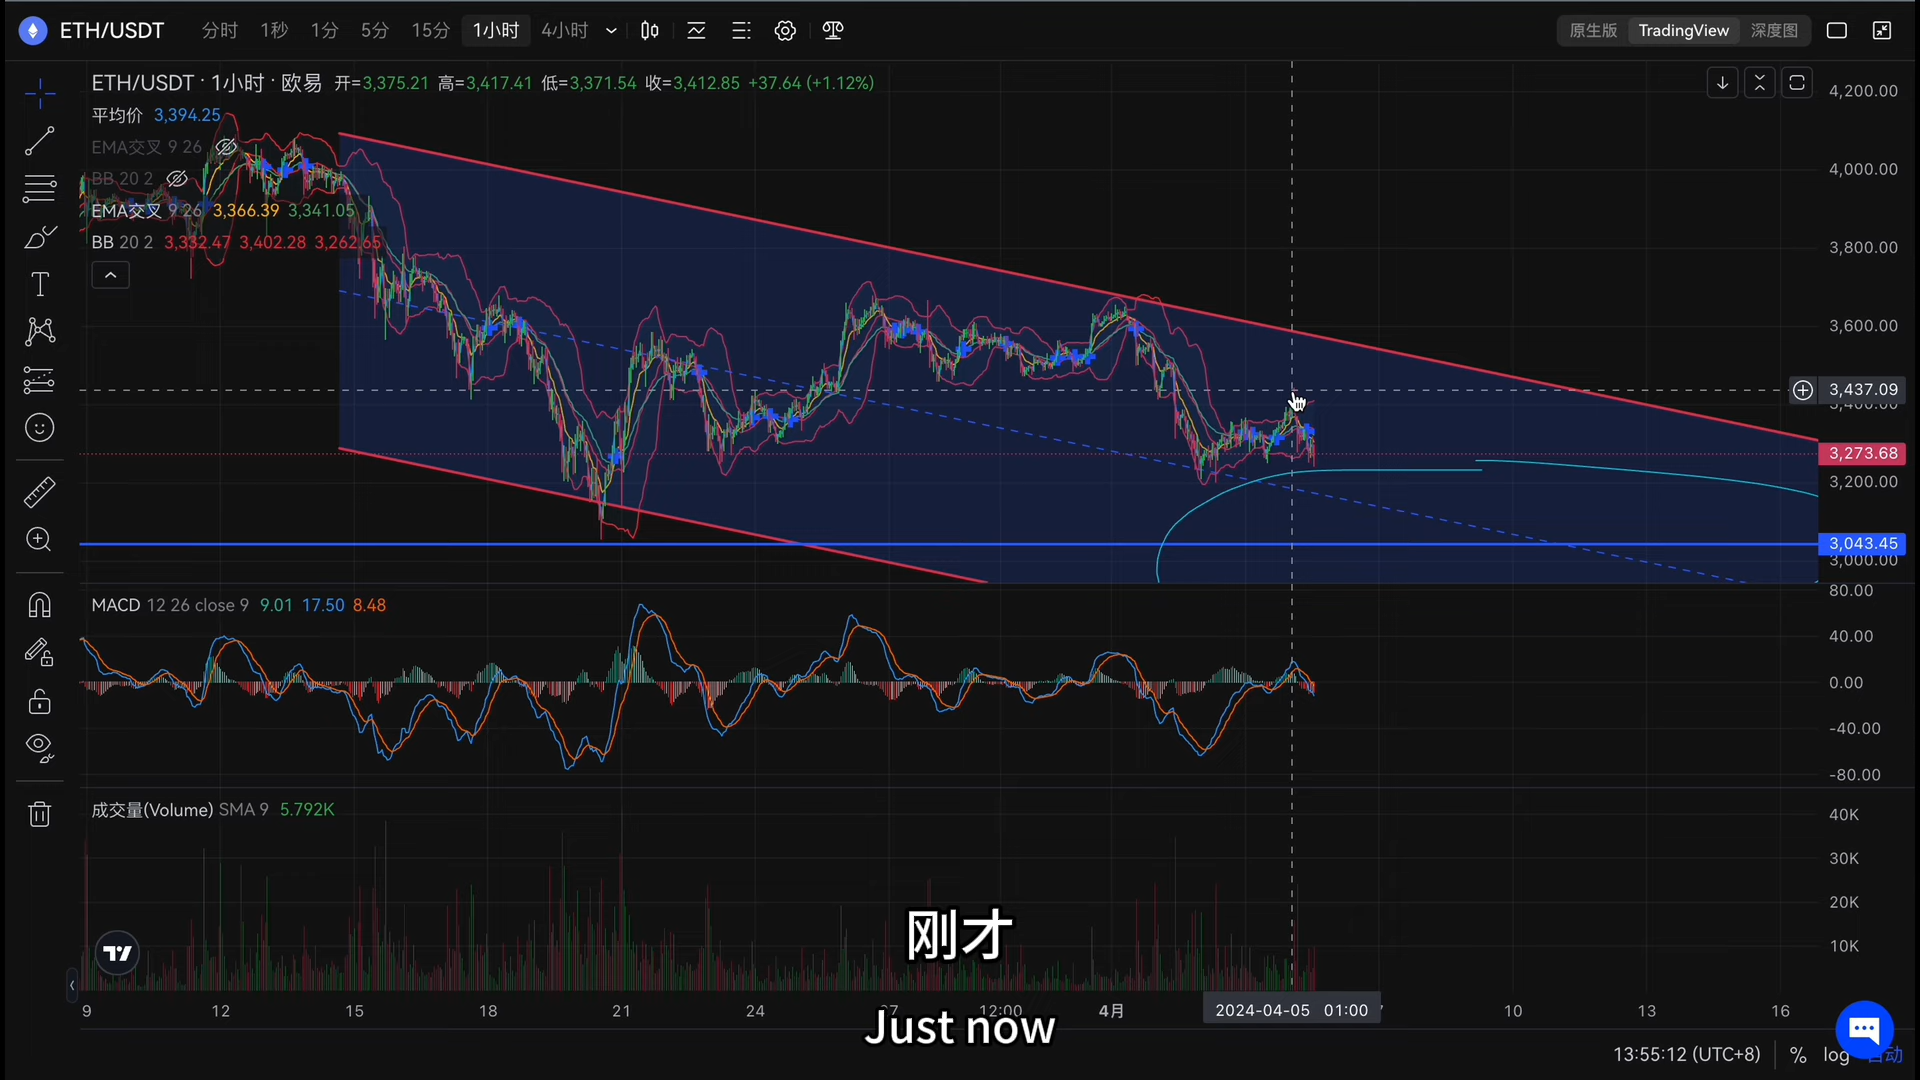 ETH/USDT 分时 1秒 1分 5分 15分 1小时 4小时 原生版 TradingView 深度图
ETH/USDT · 1小时 · 欧易 开=3,375.21 高=3,417.41 低=3,371.54 收=3,412.85 +37.64 (+1.12%)
平均价 3,394.25
EMA交叉 9 26
BB 20 2
EMA交叉 9 26 3,366.39 3,341.05
BB 20 2 3,332.47 3,402.28 3,262.65
4,200.00
4,000.00
3,800.00
3,600.00
3,437.09
3,400.00
3,273.68
3,200.00
3,043.45
3,000.00
MACD 12 26 close 9 9.01 17.50 8.48
80.00
40.00
0.00
-40.00
-80.00
成交量(Volume) SMA 9 5.792K
40K
30K
20K
10K
刚才
9 12 15 18 21 24 27 12:00 4月 2024-04-05 01:00 10 13 16
Just now
13:55:12 (UTC+8) % log 自动